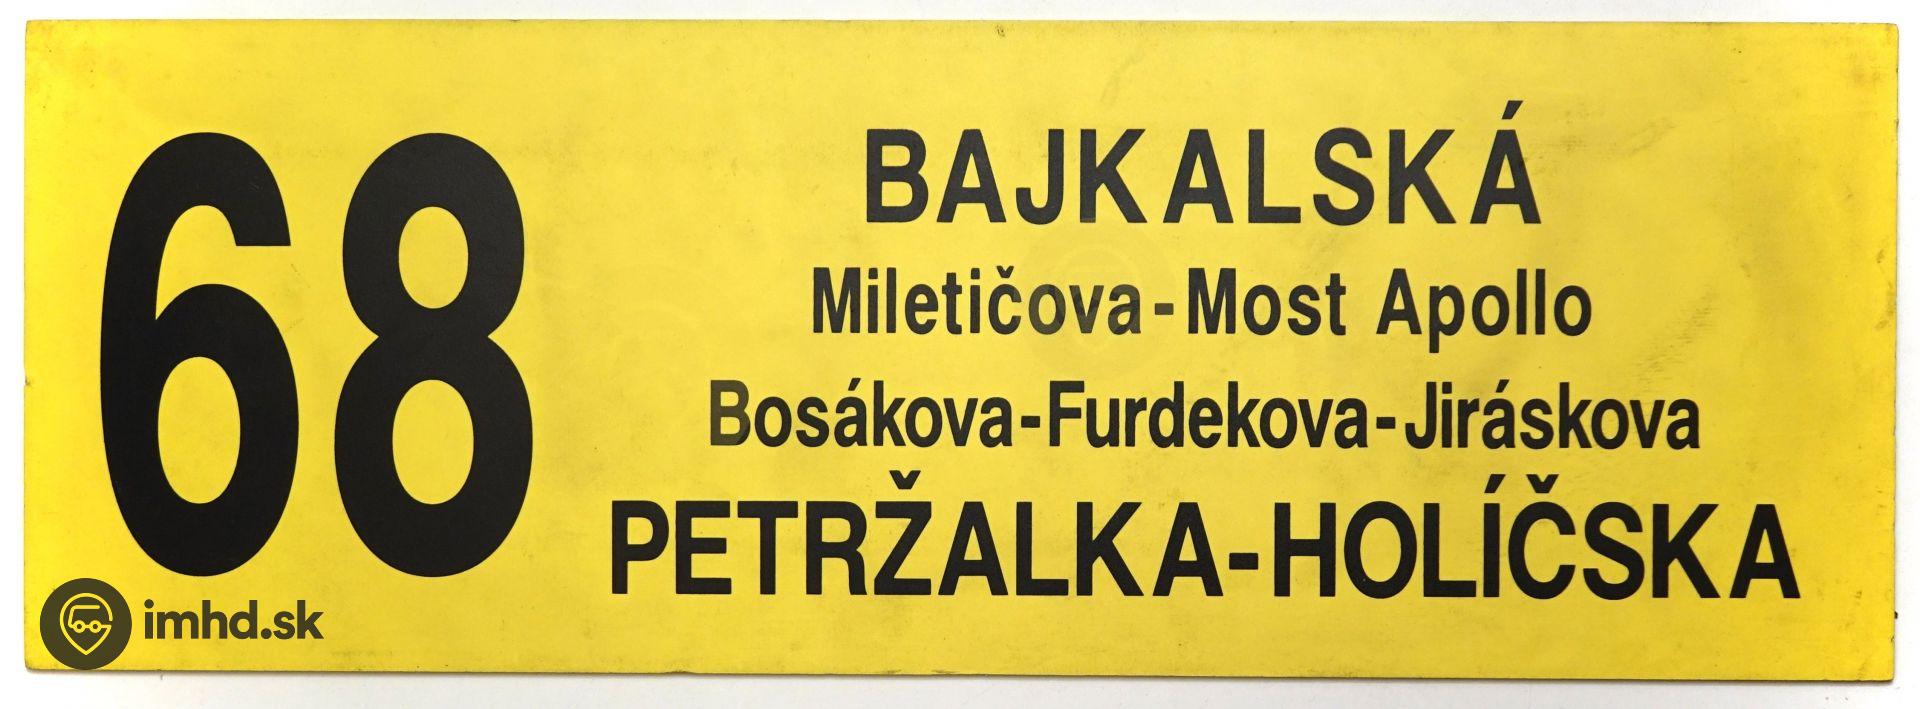 68
BAJKALSKÁ
Miletičova-Most Apollo
Bosákova-Furdekova-Jiráskova
PETRŽALKA-HOLÍČSKA
imhd.sk